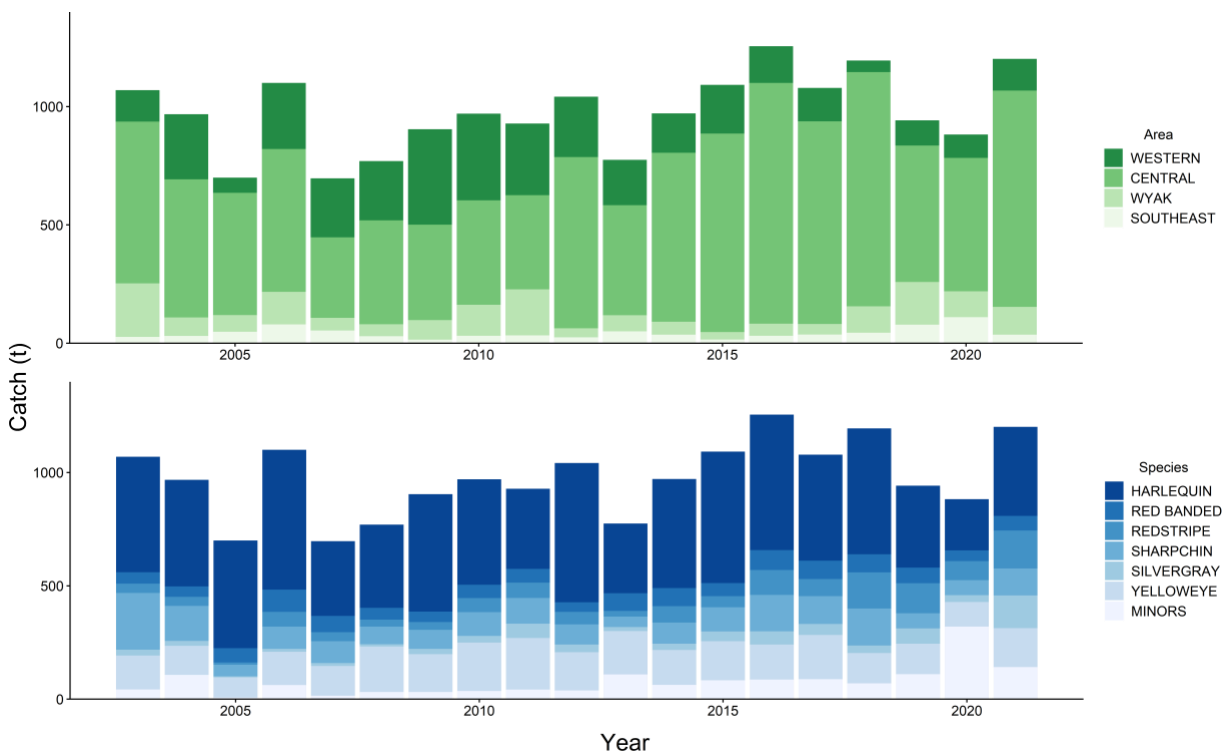 1000
500
0
2005 2010 2015 2020
Area
WESTERN
CENTRAL
WYAK
SOUTHEAST
Catch (t)
1000
500
0
2005 2010 2015 2020
Species
HARLEQUIN
RED BANDED
REDSTRIPE
SHARPCHIN
SILVERGRAY
YELLOWEYE
MINORS
Year